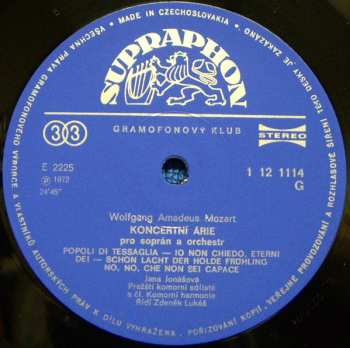 • MADE IN CZECHOSLOVAKIA •
VŠECHNA PRÁVA GRAMOFONOVÉHO VÝROBCE A VLASTNÍKŮ AUTORSKÝCH PRÁV K DÍLU VYHRAZENA. POŘIZOVÁNÍ KOPIÍ, VEŘEJNÉ PROVOZOVÁNÍ A ROZHLASOVÉ ŠÍŘENÍ TÉTO DESKY JE ZAKÁZÁNO
SUPRAPHON
GRAMOFONOVÝ KLUB
33
STEREO
E 2225
℗ 1972
24'45"
1 12 1114
G
Wolfgang Amadeus Mozart
KONCERTNÍ ÁRIE
pro soprán a orchestr
POPOLI DI TESSAGLIA — IO NON CHIEDO, ETERNI
DEI — SCHON LACHT DER HOLDE FRÜHLING
NO, NO, CHE NON SEI CAPACE
Jana Jonášová
Pražští komorní sólisté
s čl. Komorní harmonie
Řídí Zdeněk Lukáš